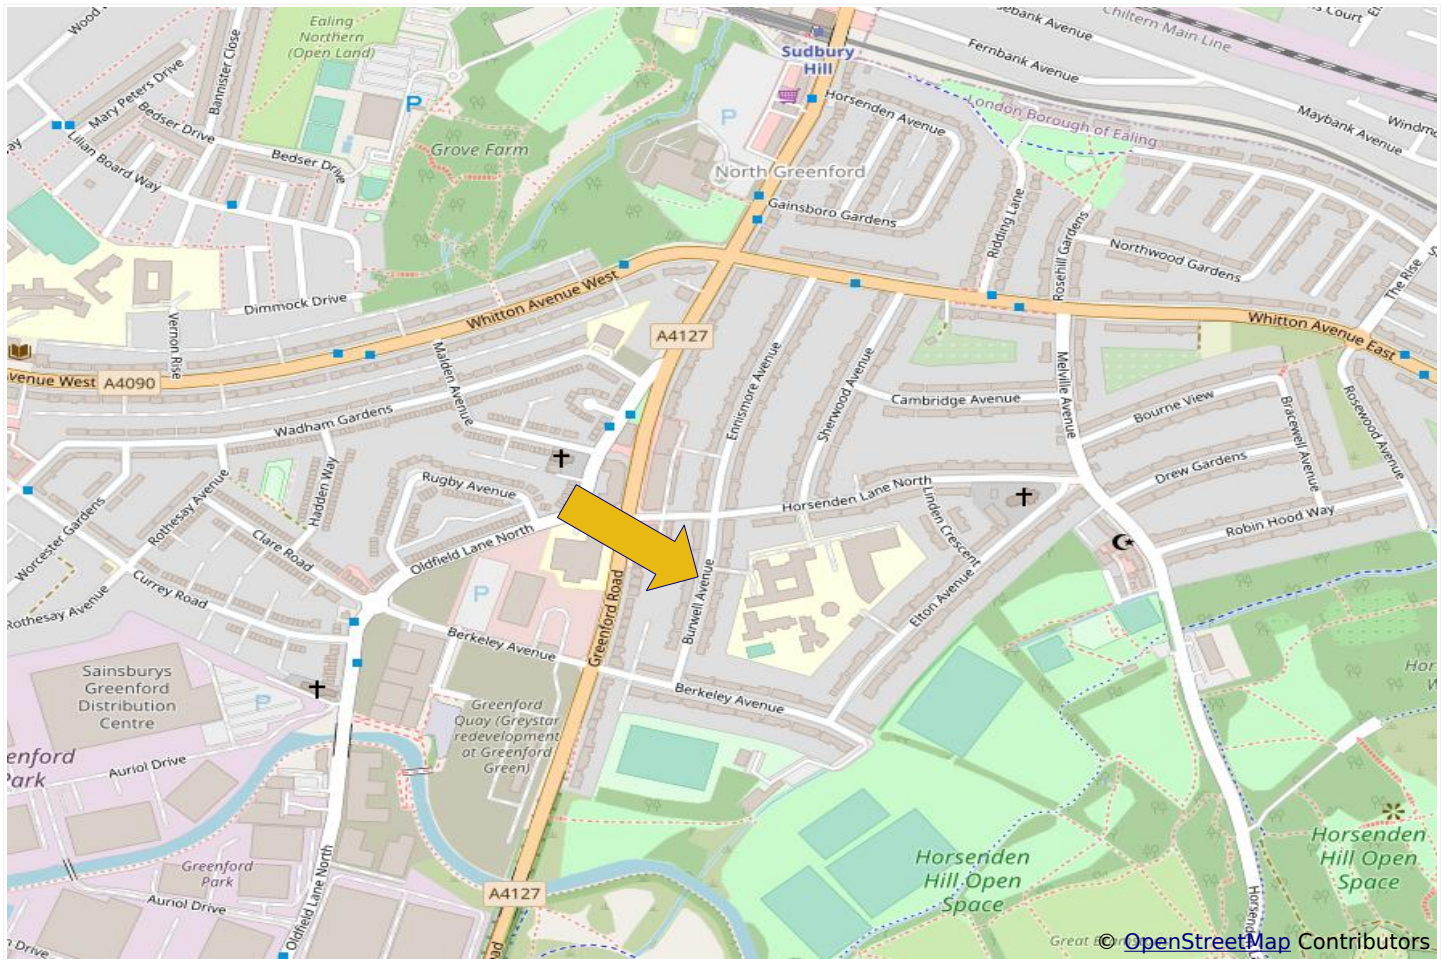 Ealing
Northern
(Open Land)
Bannister Close
Mary Peters Drive
Bedser Drive
Bedser Drive
Lilian Board Way
P
Grove Farm
Sudbury
Hill
P
North Greenford
Horsenden Avenue
Gainsboro Gardens
Fernbank Avenue
Chiltern Main Line
London Borough of Ealing
Maybank Avenue
Ridding Lane
Rosehill Gardens
Northwood Gardens
The Rise
Dimmock Drive
Vernon Rise
Whitton Avenue West
A4127
Whitton Avenue East
venue West
A4090
Malden Avenue
Wadham Gardens
Ennismore Avenue
Sherwood Avenue
Cambridge Avenue
Melville Avenue
Bourne View
Bracewell Avenue
Rosewood Avenue
Drew Gardens
Robin Hood Way
Rugby Avenue
Hadden Way
Rothesay Avenue
Worcester Gardens
Clare Road
Currey Road
Rothesay Avenue
Oldfield Lane North
Horsenden Lane North
Linden Crescent
Elton Avenue
Burwell Avenue
Greenford Road
P
Berkeley Avenue
Berkeley Avenue
Sainsburys
Greenford
Distribution
Centre
P
Greenford
Quay (Greystar
redevelopment
at Greenford
Green)
eenford
Park
Auriol Drive
Greenford
Park
Auriol Drive
Oldfield Lane North
A4127
Horsenden
Hill Open
Space
Horsenden
Hill Open
Space
© OpenStreetMap Contributors